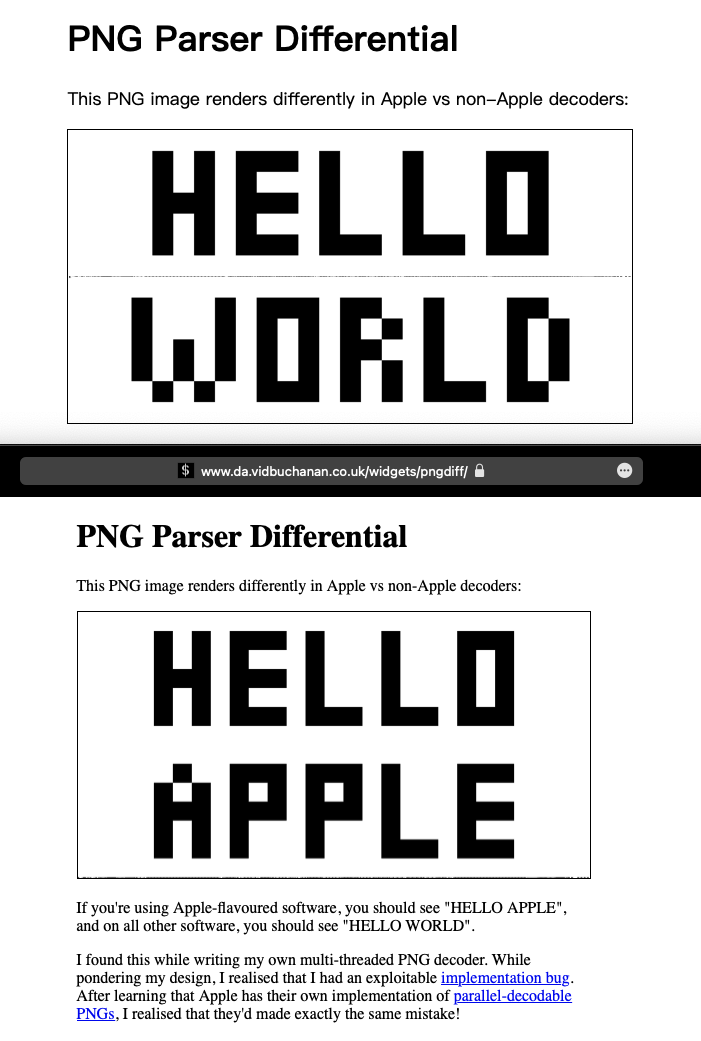 PNG Parser Differential
This PNG image renders differently in Apple vs non-Apple decoders:
HELLO
WORLD
$ www.da.vidbuchanan.co.uk/widgets/pngdiff/
PNG Parser Differential
This PNG image renders differently in Apple vs non-Apple decoders:
HELLO
APPLE
If you're using Apple-flavoured software, you should see "HELLO APPLE",
and on all other software, you should see "HELLO WORLD".
I found this while writing my own multi-threaded PNG decoder. While
pondering my design, I realised that I had an exploitable implementation bug.
After learning that Apple has their own implementation of parallel-decodable
PNGs, I realised that they'd made exactly the same mistake!